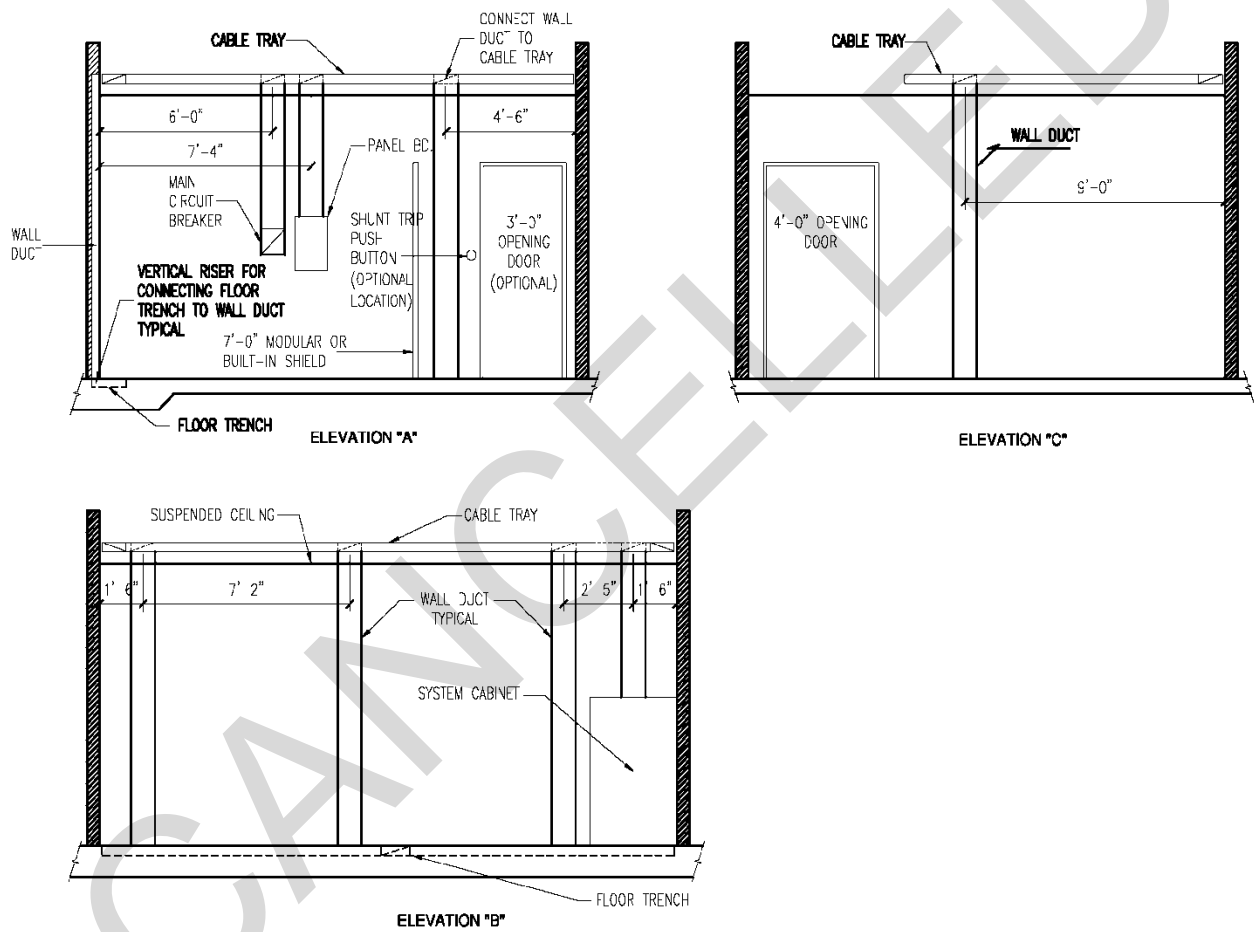 CABLE TRAY
CONNECT WALL
DUCT TO
CABLE TRAY
6'-0"
4'-6"
7'-4"
PANEL BD.
MAIN
CIRCUIT
BREAKER
WALL
DUCT
SHUNT TRIP
PUSH
BUTTON
(OPTIONAL
LOCATION)
3'-0"
OPENING
DOOR
(OPTIONAL)
VERTICAL RISER FOR
CONNECTING FLOOR
TRENCH TO WALL DUCT
TYPICAL
7'-0" MODULAR OR
BUILT-IN SHIELD
FLOOR TRENCH
ELEVATION "A"
CABLE TRAY
WALL DUCT
9'-0"
4'-0" OPENING
DOOR
ELEVATION "C"
SUSPENDED CEILING
CABLE TRAY
1' 6"
7' 2"
2' 5"
1' 6"
WALL DUCT
TYPICAL
SYSTEM CABINET
FLOOR TRENCH
ELEVATION "B"
CANCELLED